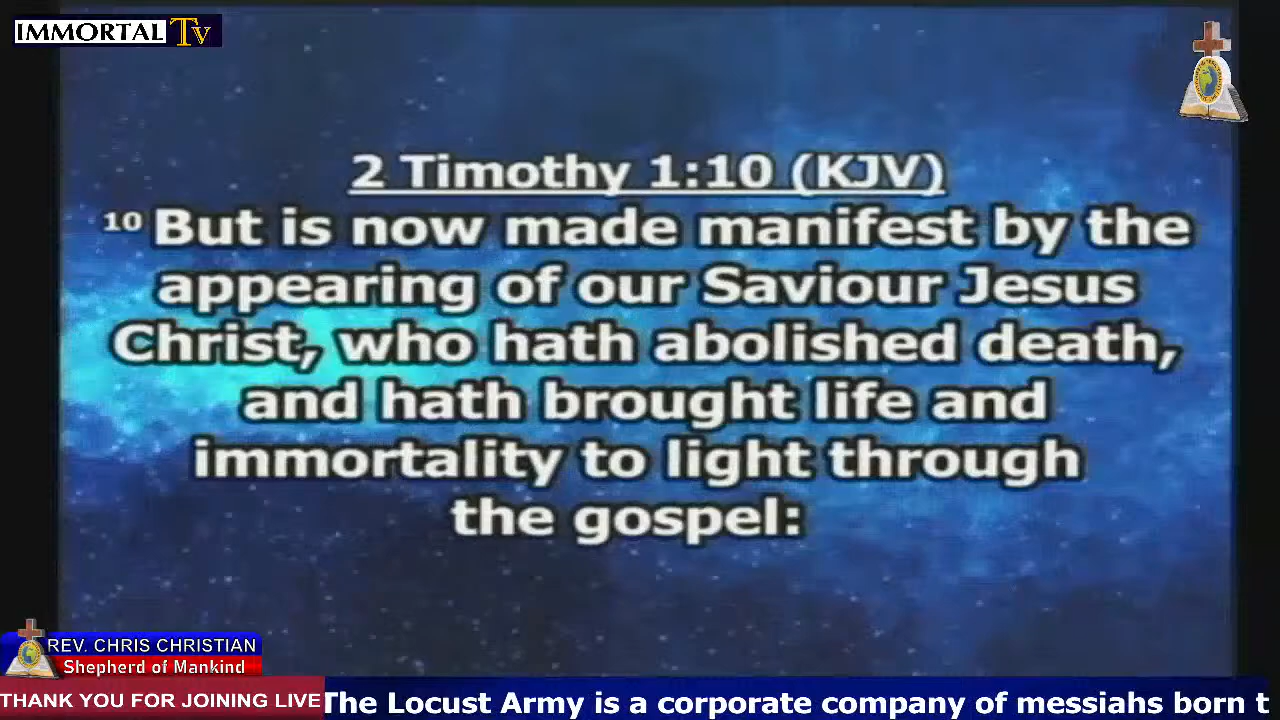 IMMORTAL Tv
2 Timothy 1:10 (KJV)
10 But is now made manifest by the
appearing of our Saviour Jesus
Christ, who hath abolished death,
and hath brought life and
immortality to light through
the gospel:
REV. CHRIS CHRISTIAN
Shepherd of Mankind
THANK YOU FOR JOINING LIVE
The Locust Army is a corporate company of messiahs born t